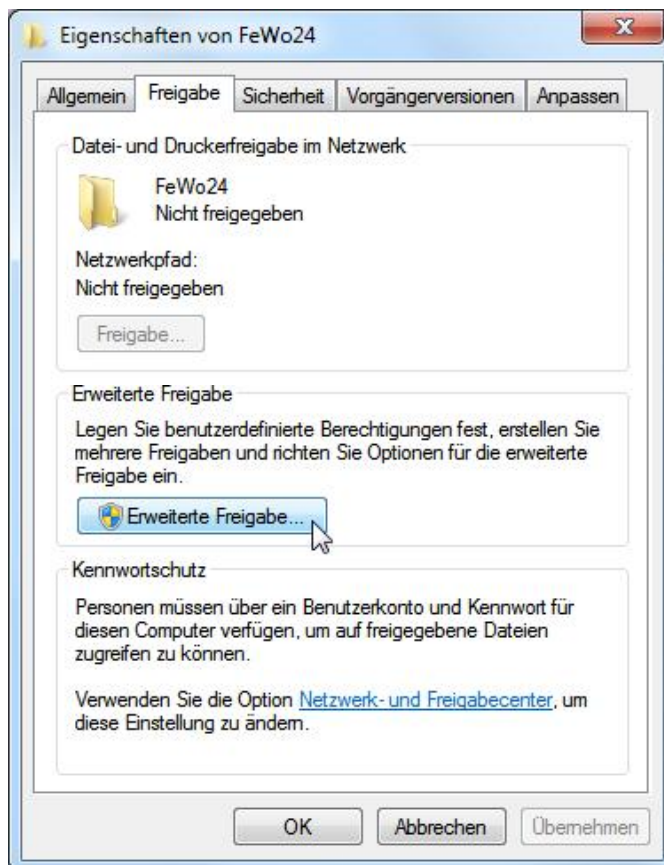 Eigenschaften von FeWo24
Allgemein Freigabe Sicherheit Vorgängerversionen Anpassen
Datei- und Druckerfreigabe im Netzwerk
FeWo24
Nicht freigegeben
Netzwerkpfad:
Nicht freigegeben
Freigabe...
Erweiterte Freigabe
Legen Sie benutzerdefinierte Berechtigungen fest, erstellen Sie
mehrere Freigaben und richten Sie Optionen für die erweiterte
Freigabe ein.
Erweiterte Freigabe...
Kennwortschutz
Personen müssen über ein Benutzerkonto und Kennwort für
diesen Computer verfügen, um auf freigegebene Dateien
zugreifen zu können.
Verwenden Sie die Option Netzwerk- und Freigabecenter, um
diese Einstellung zu ändern.
OK Abbrechen Übernehmen